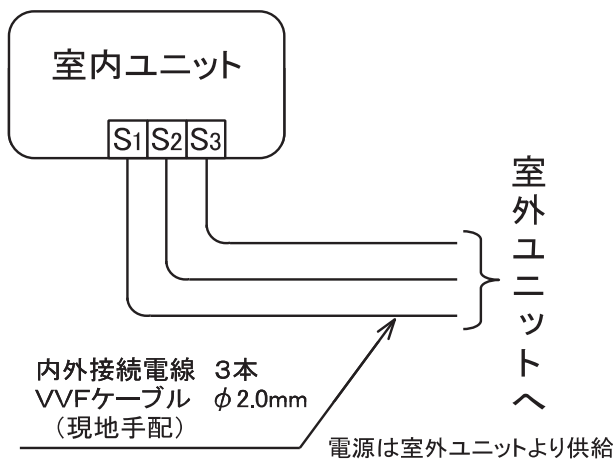 室内ユニット
S1 S2 S3
室外ユニットへ
内外接続電線 3本
VVFケーブル φ2.0mm
(現地手配)
電源は室外ユニットより供給